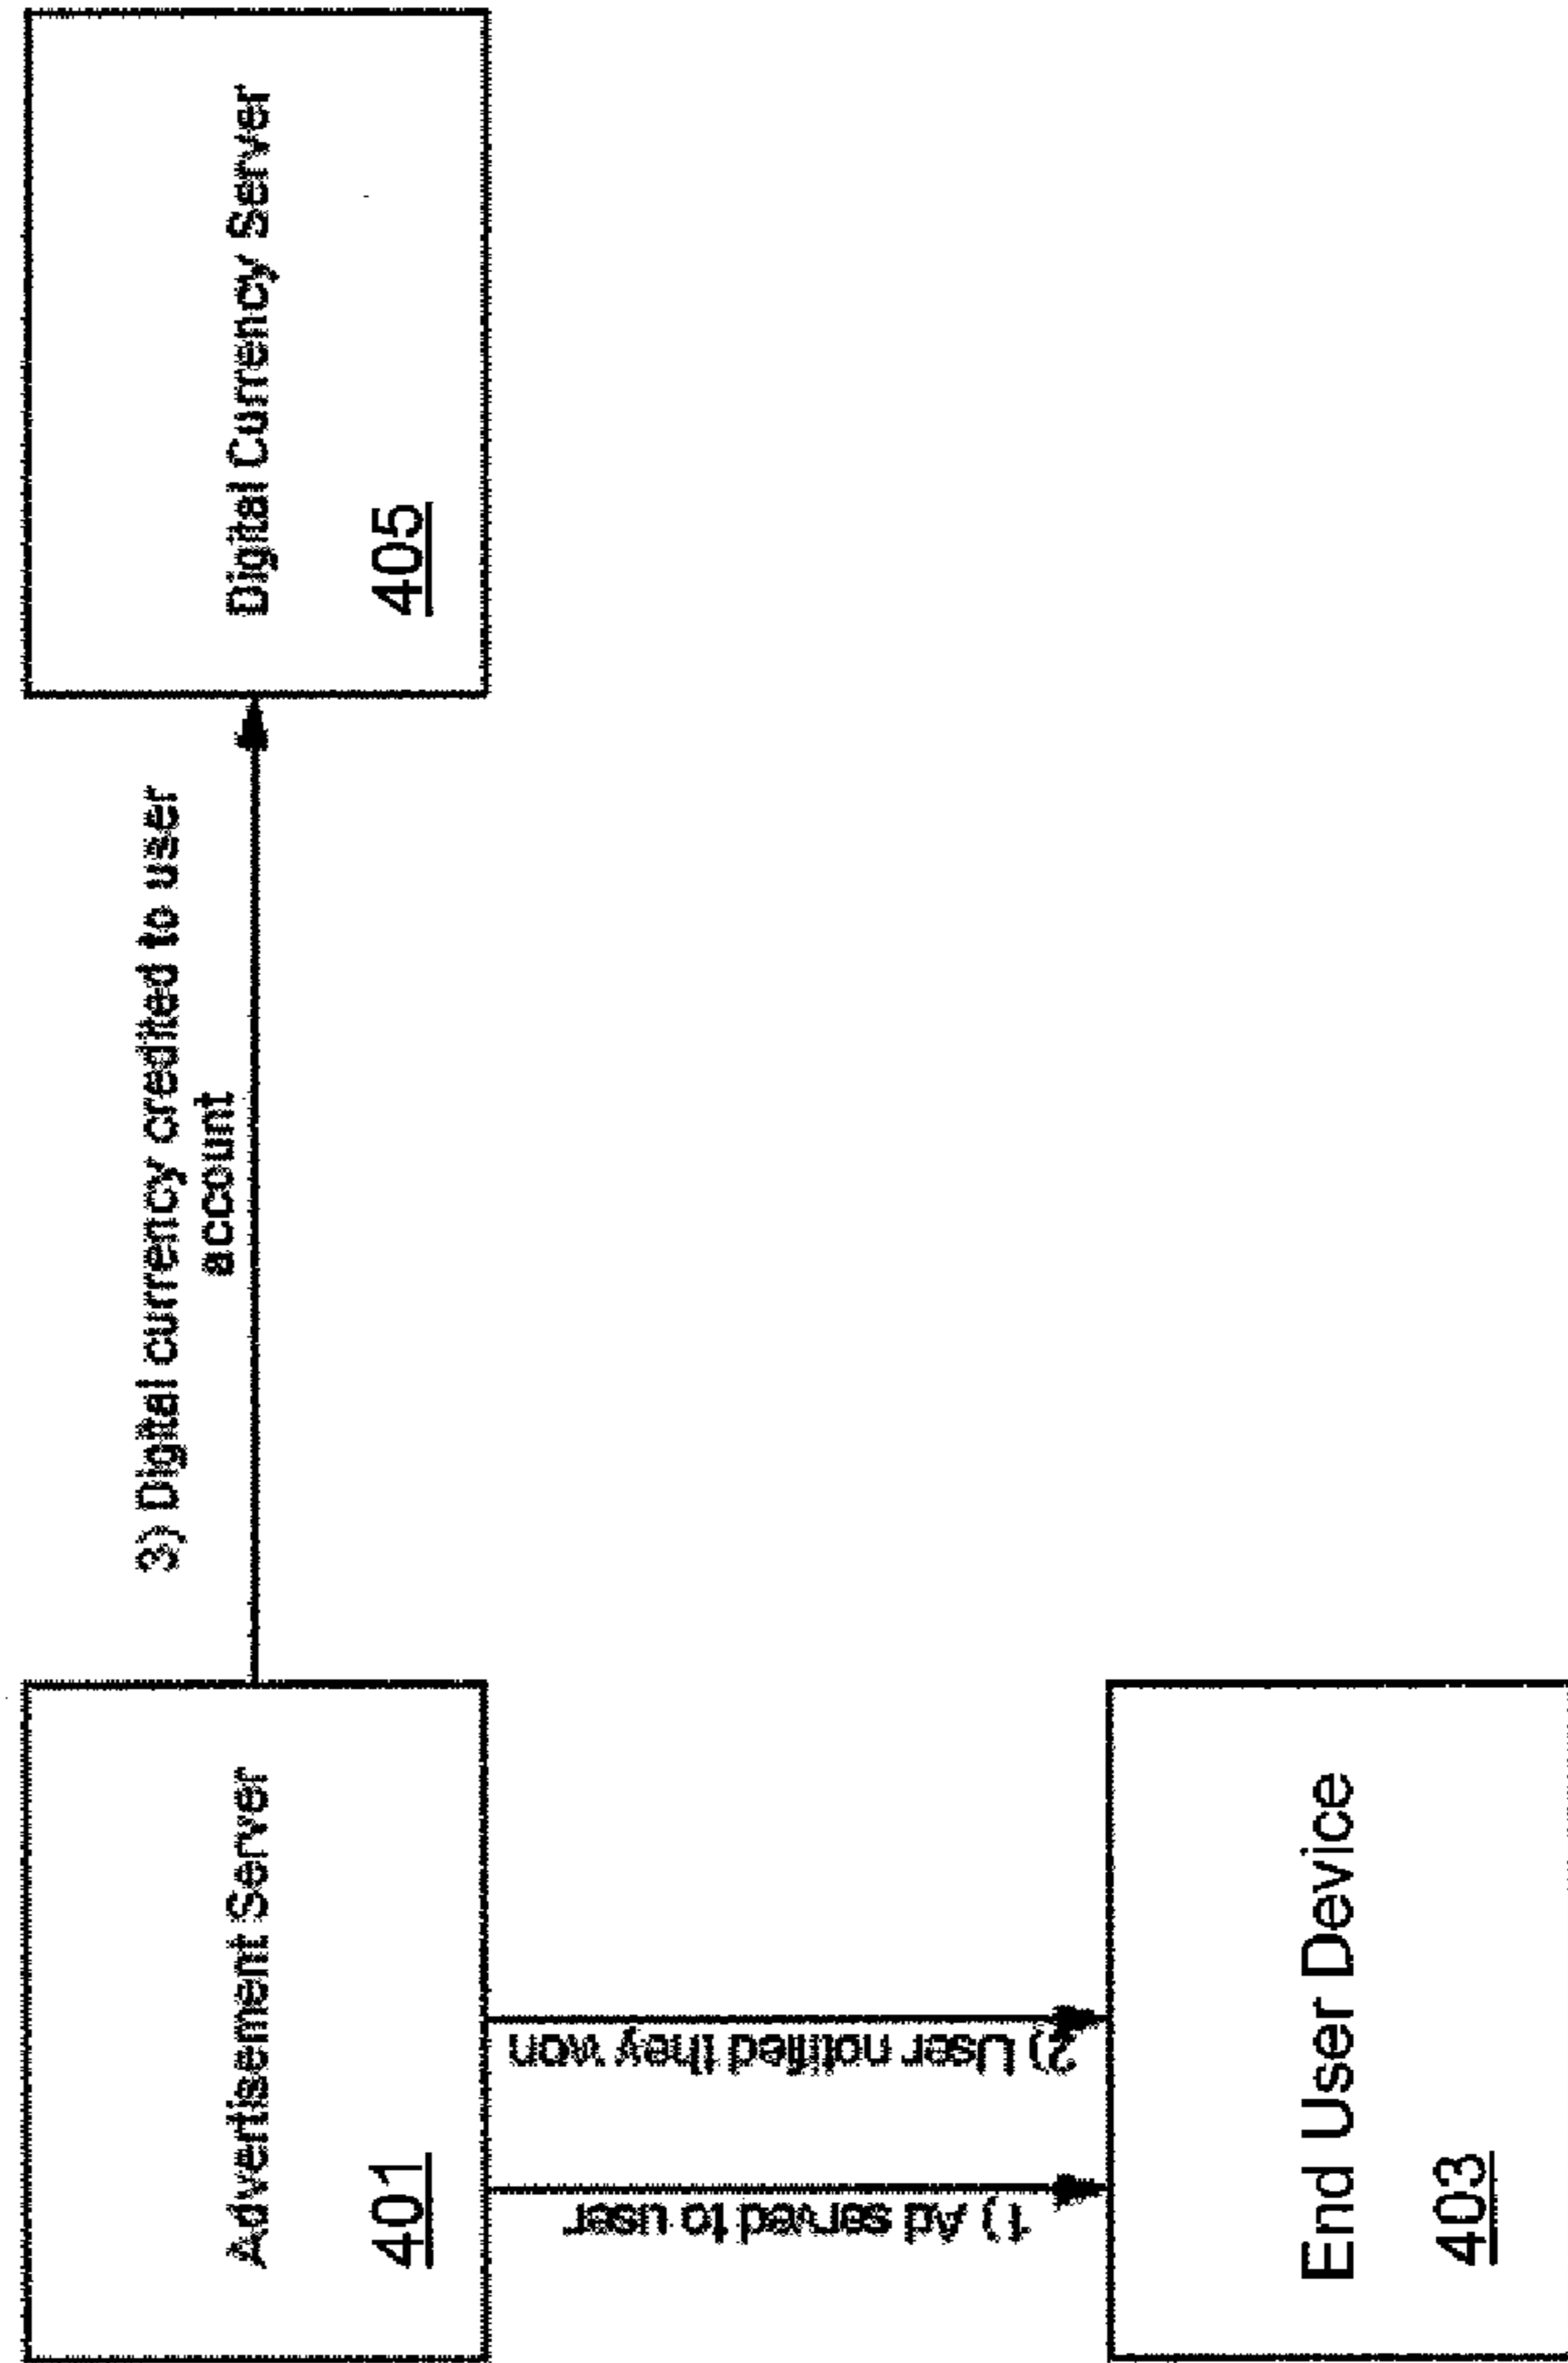 Advertisement Server
401
3) Digital currency credited to user
account
Digital Currency Server
405
1) Ad served to user
2) User notified they won
End User Device
403